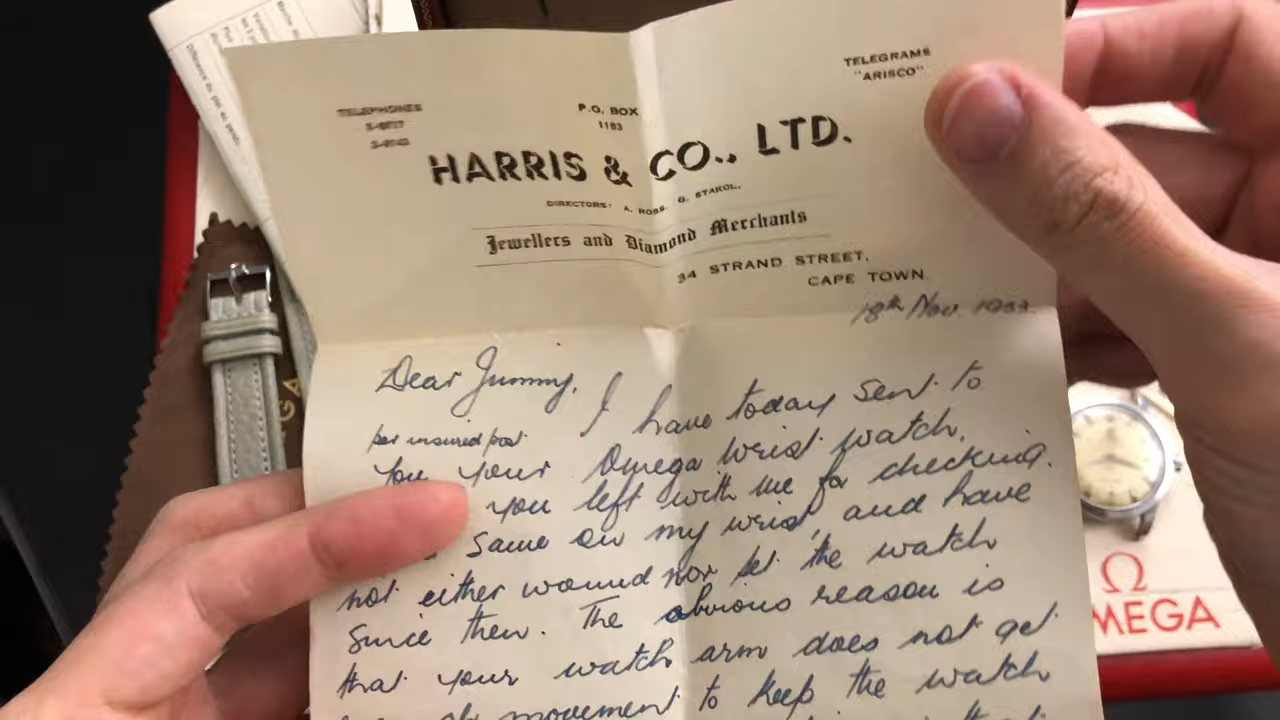 TELEPHONES
P.O. BOX
1183
TELEGRAMS
"ARISCO"
HARRIS & CO., LTD.
DIRECTORS: A. ROSS. G. STAKOL.
Jewellers and Diamond Merchants
94 STRAND STREET,
CAPE TOWN
18th Nov.
Dear Jimmy,
I have today sent to
per insured post
you your Omega wrist watch,
you left with me for checking.
same on my wrist, and have
not either wound nor set the watch
since then. The obvious reason is
that your watch arm does not get
movement to keep the watch
OMEGA